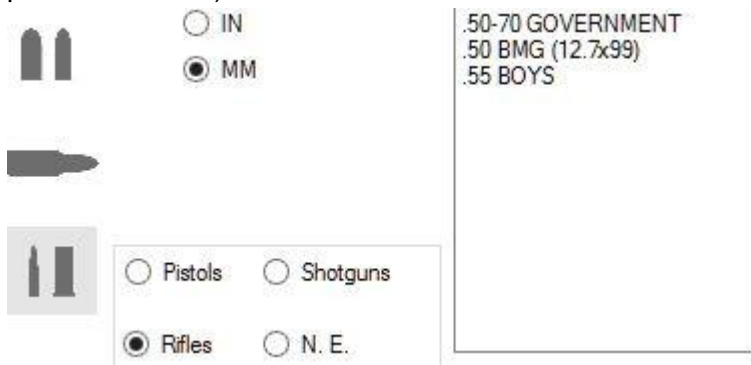 IN
MM
.50-70 GOVERNMENT
.50 BMG (12.7x99)
.55 BOYS
Pistols
Shotguns
Rifles
N. E.